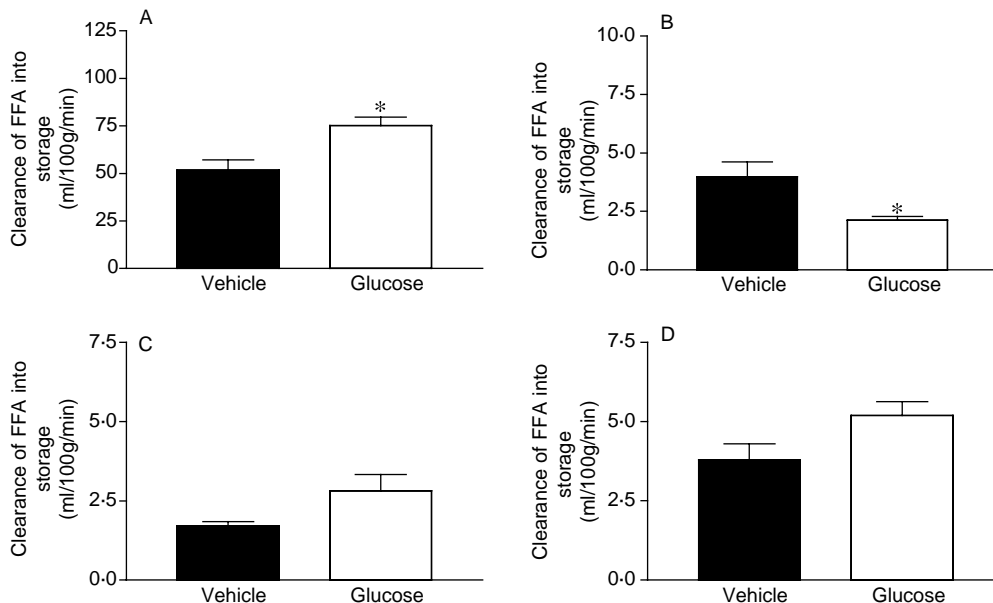 A
Clearance of FFA into
storage
(ml/100g/min)
125
100
75
50
25
0
*
Vehicle
Glucose
B
Clearance of FFA into
storage
(ml/100g/min)
10·0
7·5
5·0
2·5
0·0
*
Vehicle
Glucose
C
Clearance of FFA into
storage
(ml/100g/min)
7·5
5·0
2·5
0·0
Vehicle
Glucose
D
Clearance of FFA into
storage
(ml/100g/min)
7·5
5·0
2·5
0·0
Vehicle
Glucose